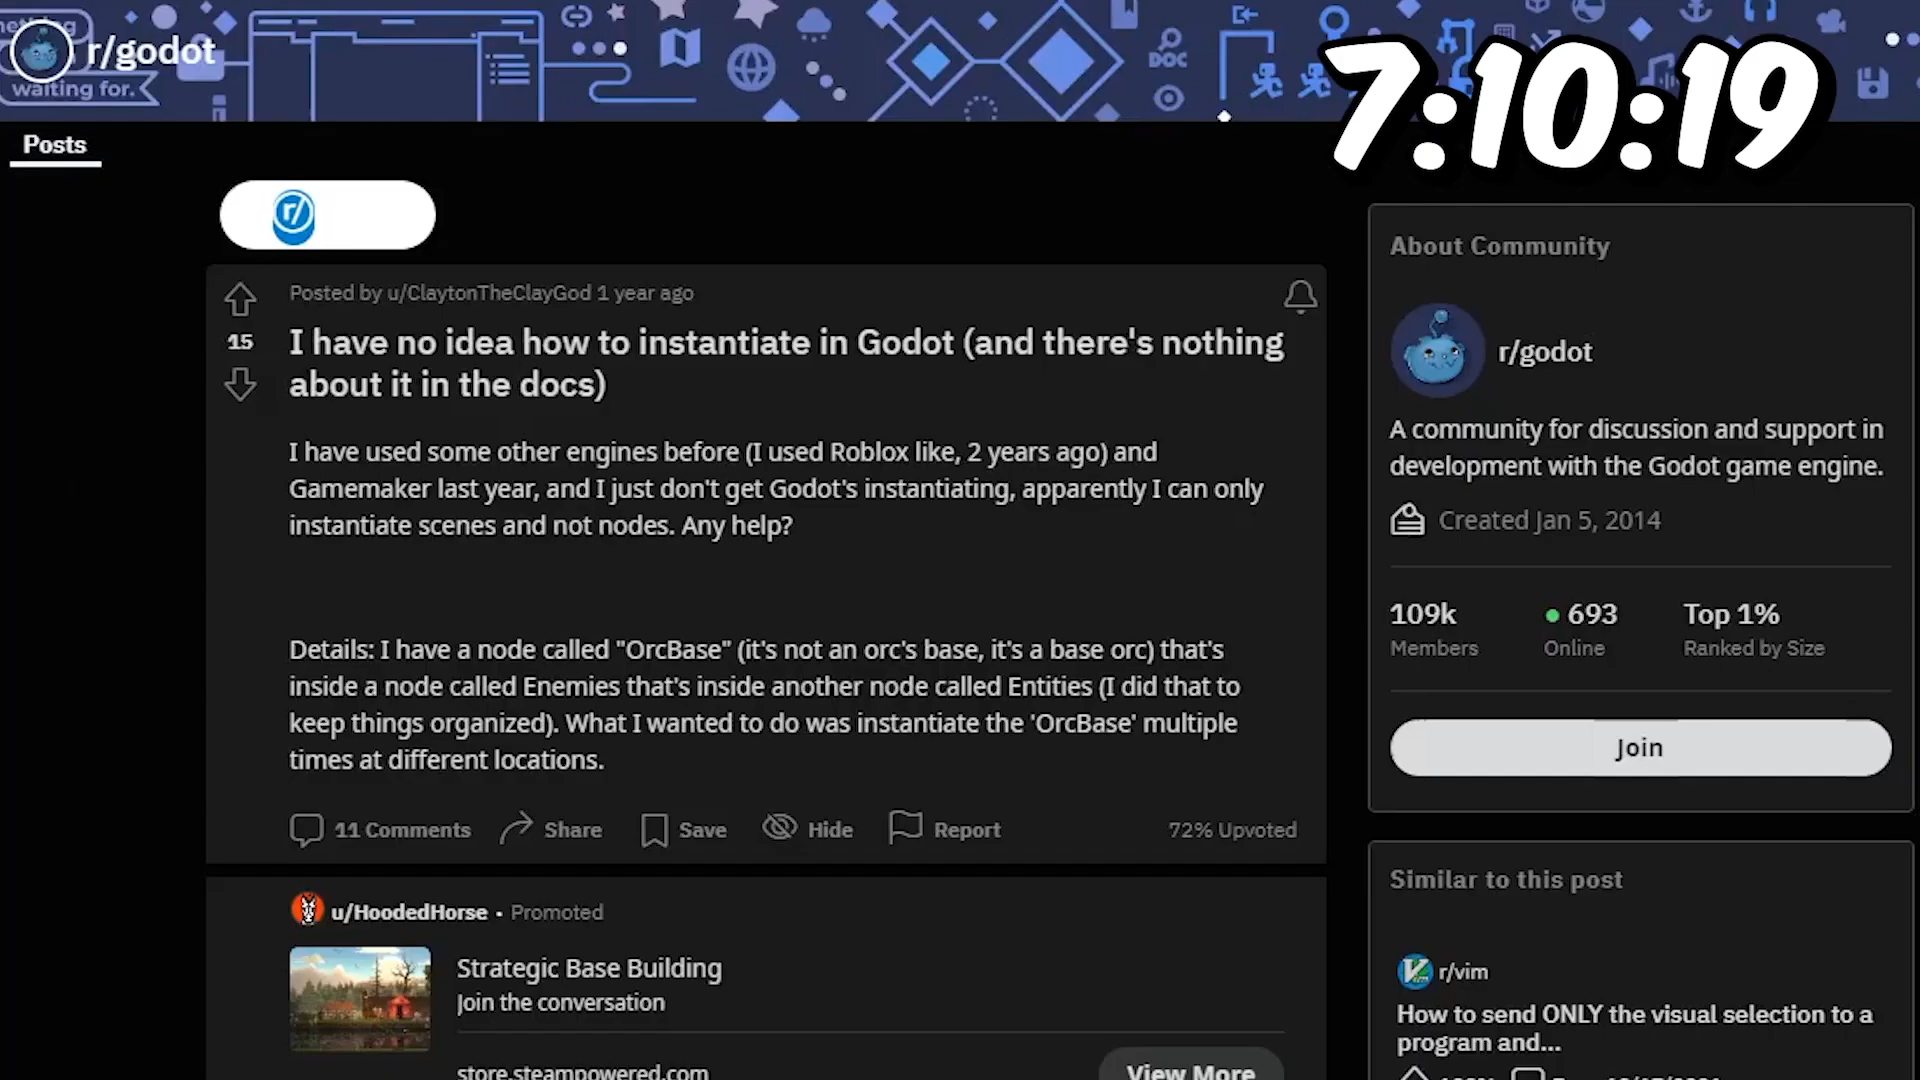 r/godot
waiting for.
DOC
7:10:19
Posts
r/
Posted by u/ClaytonTheClayGod 1 year ago
15
I have no idea how to instantiate in Godot (and there's nothing
about it in the docs)
I have used some other engines before (I used Roblox like, 2 years ago) and
Gamemaker last year, and I just don't get Godot's instantiating, apparently I can only
instantiate scenes and not nodes. Any help?
Details: I have a node called "OrcBase" (it's not an orc's base, it's a base orc) that's
inside a node called Enemies that's inside another node called Entities (I did that to
keep things organized). What I wanted to do was instantiate the 'OrcBase' multiple
times at different locations.
11 Comments Share Save Hide Report 72% Upvoted
u/HoodedHorse • Promoted
Strategic Base Building
Join the conversation
store.steampowered.com
View More
About Community
r/godot
A community for discussion and support in
development with the Godot game engine.
Created Jan 5, 2014
109k 693 Top 1%
Members Online Ranked by Size
Join
Similar to this post
r/vim
How to send ONLY the visual selection to a
program and...